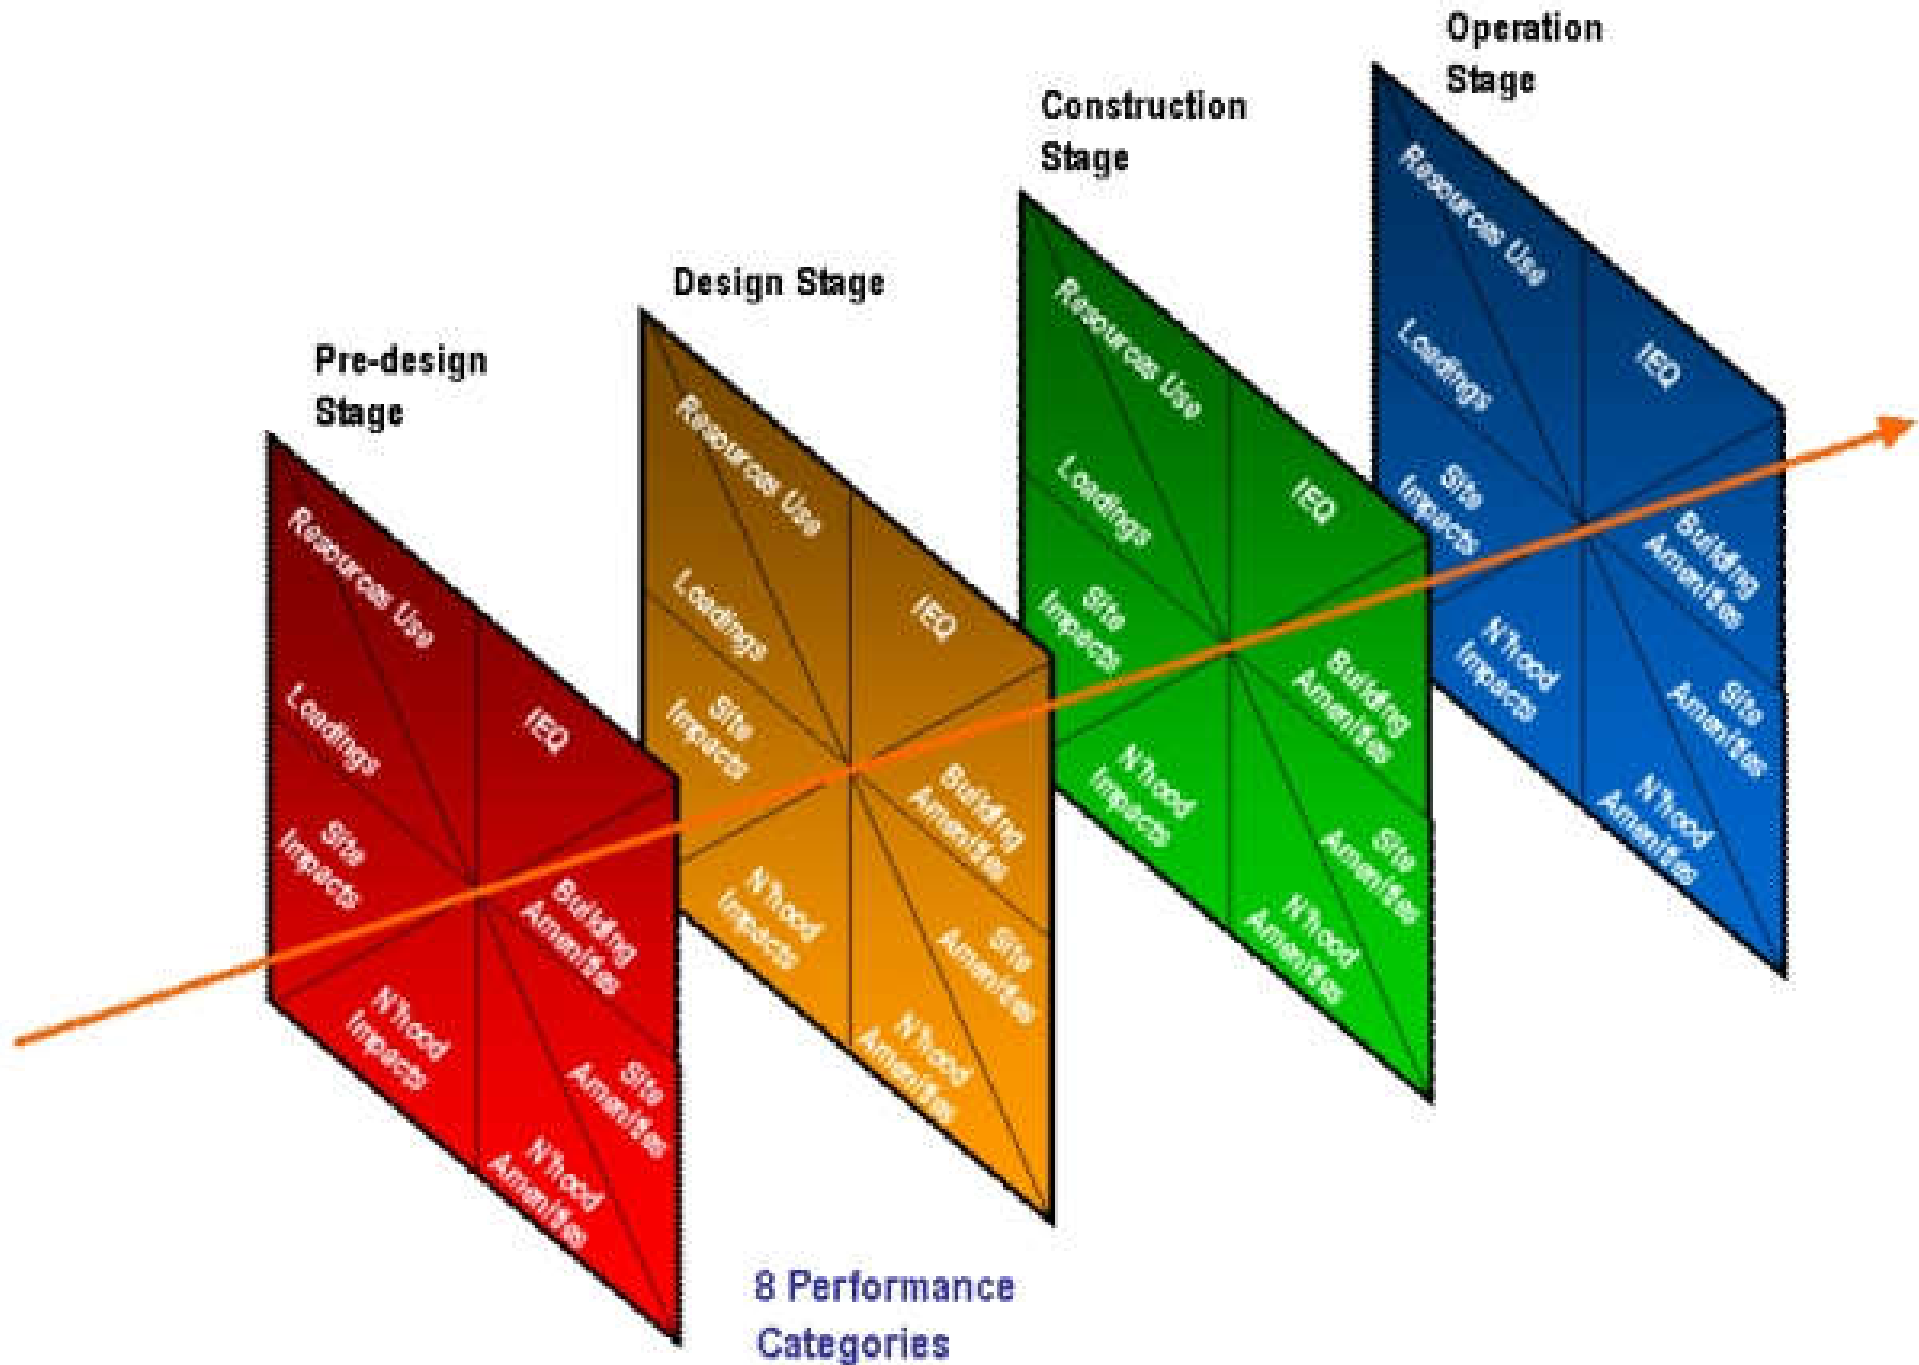 Operation
Stage
Construction
Stage
Design Stage
Pre-design
Stage
Resources Use
IEQ
Loadings
Site
Impacts
Building
Amenities
N'hood
Impacts
Site
Amenities
N'hood
Amenities
Resources Use
IEQ
Loadings
Site
Impacts
Building
Amenities
N'hood
Impacts
Site
Amenities
N'hood
Amenities
Resources Use
IEQ
Loadings
Site
Impacts
Building
Amenities
N'hood
Impacts
Site
Amenities
N'hood
Amenities
Resources Use
IEQ
Loadings
Site
Impacts
Building
Amenities
N'hood
Impacts
Site
Amenities
N'hood
Amenities
8 Performance
Categories